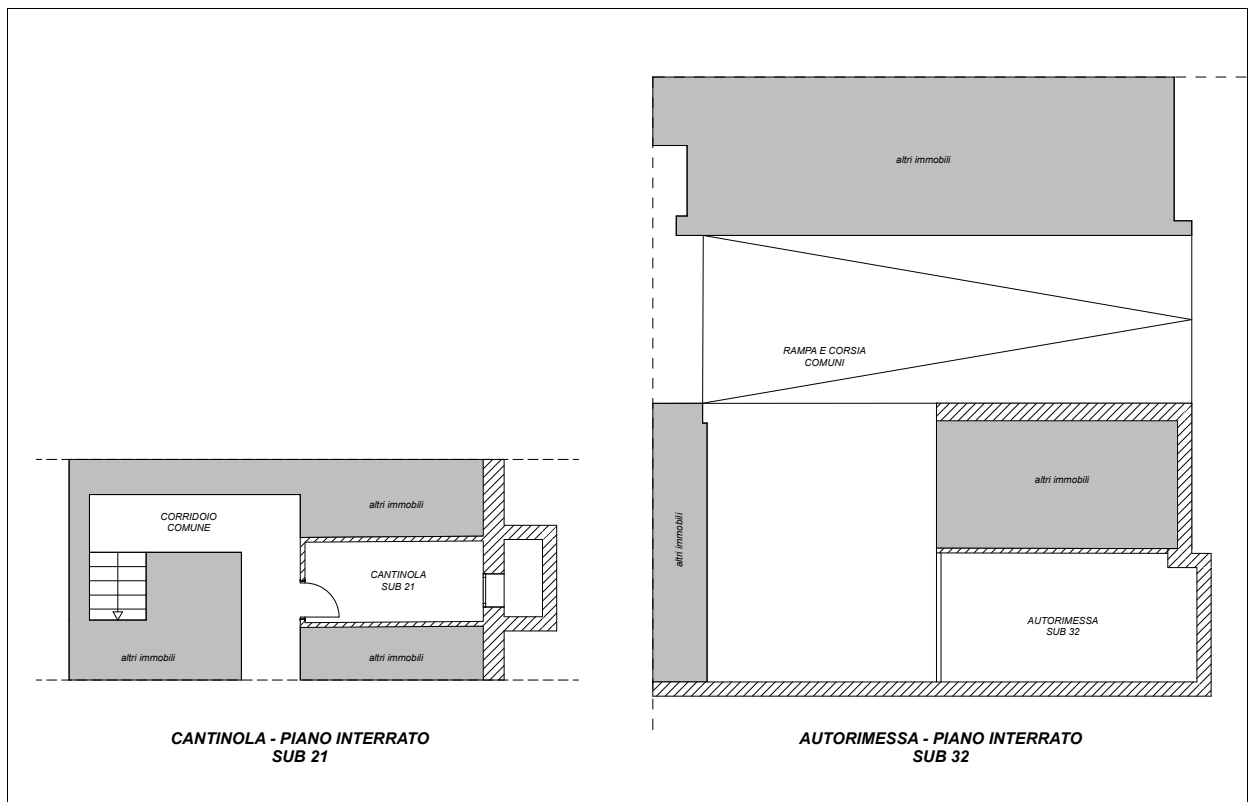 altri immobili
CORRIDOIO
COMUNE
CANTINOLA
SUB 21
altri immobili
altri immobili
CANTINOLA - PIANO INTERRATO
SUB 21
altri immobili
RAMPA E CORSIA
COMUNI
altri immobili
altri immobili
AUTORIMESSA
SUB 32
AUTORIMESSA - PIANO INTERRATO
SUB 32